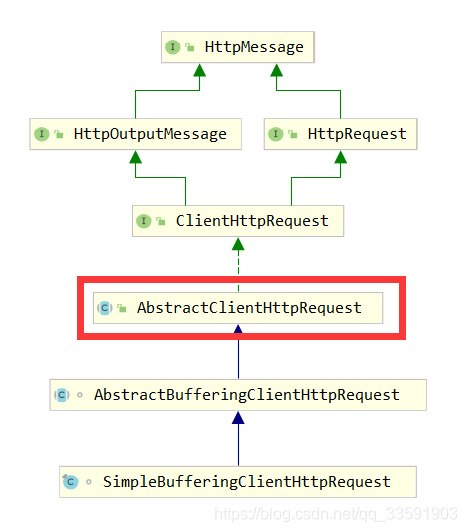 I HttpMessage
I HttpOutputMessage
I HttpRequest
I ClientHttpRequest
C AbstractClientHttpRequest
C AbstractBufferingClientHttpRequest
C SimpleBufferingClientHttpRequest
https://blog.csdn.net/qq_33591903